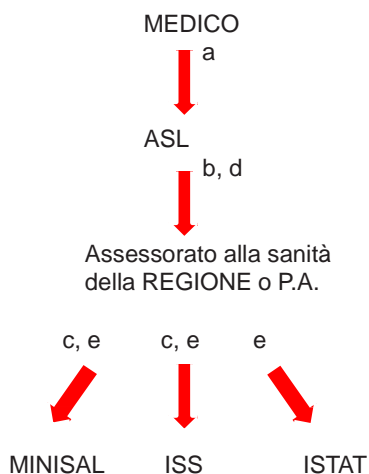 MEDICO
a
ASL
b, d
Assessorato alla sanità
della REGIONE o P.A.
c, e c, e e
MINISAL ISS ISTAT